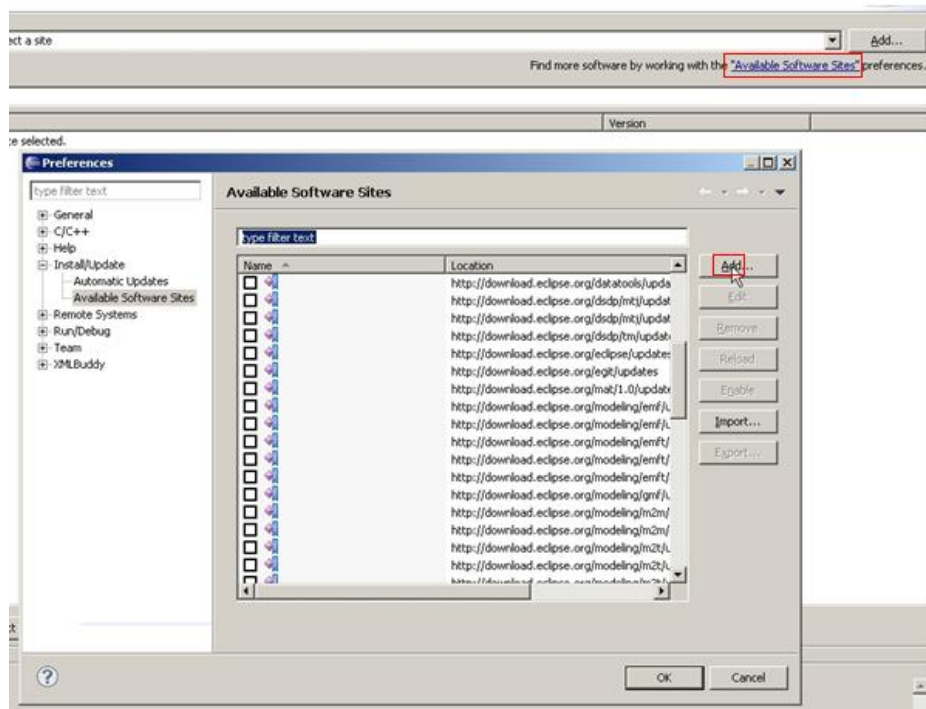 ect a site
Add...
Find more software by working with the "Available Software Sites" preferences.
Version
selected.
Preferences
type filter text
Available Software Sites
General
C/C++
Help
Install/Update
Automatic Updates
Available Software Sites
Remote Systems
Run/Debug
Team
XMLBuddy
type filter text
Name
Location
Add...
Edit
Remove
Reload
Enable
Import...
Export...
http://download.eclipse.org/datatools/upda
http://download.eclipse.org/dsdp/mtj/updat
http://download.eclipse.org/dsdp/mtj/updat
http://download.eclipse.org/dsdp/tm/updat
http://download.eclipse.org/eclipse/updates
http://download.eclipse.org/egit/updates
http://download.eclipse.org/mat/1.0/update
http://download.eclipse.org/modeling/emf/u
http://download.eclipse.org/modeling/emf/u
http://download.eclipse.org/modeling/emft/
http://download.eclipse.org/modeling/emft/
http://download.eclipse.org/modeling/emft/
http://download.eclipse.org/modeling/gmf/u
http://download.eclipse.org/modeling/m2m/
http://download.eclipse.org/modeling/m2m/
http://download.eclipse.org/modeling/m2t/u
http://download.eclipse.org/modeling/m2t/u
OK
Cancel